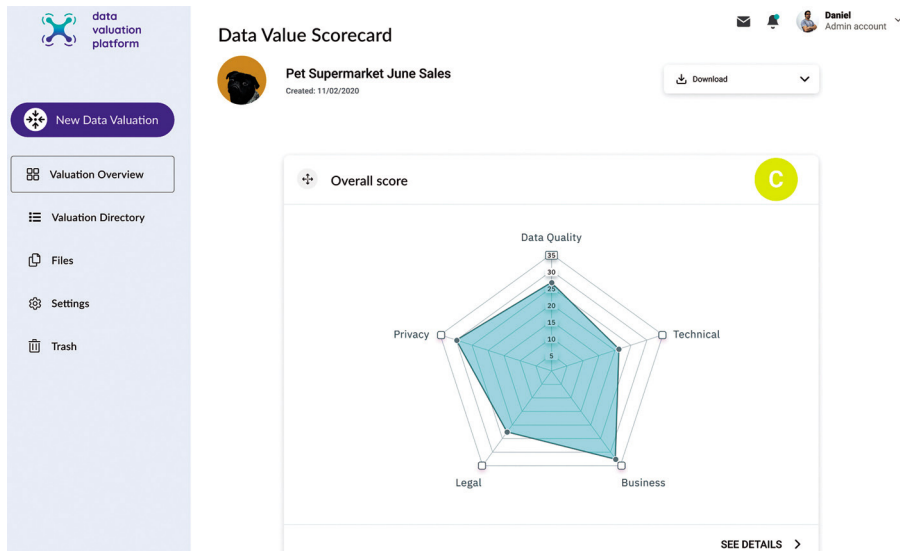 data
valuation
platform
Data Value Scorecard
Daniel
Admin account
Pet Supermarket June Sales
Created: 11/02/2020
Download
New Data Valuation
Valuation Overview
Valuation Directory
Files
Settings
Trash
Overall score
C
Data Quality
35
30
25
20
15
10
5
Privacy
Technical
Legal
Business
SEE DETAILS